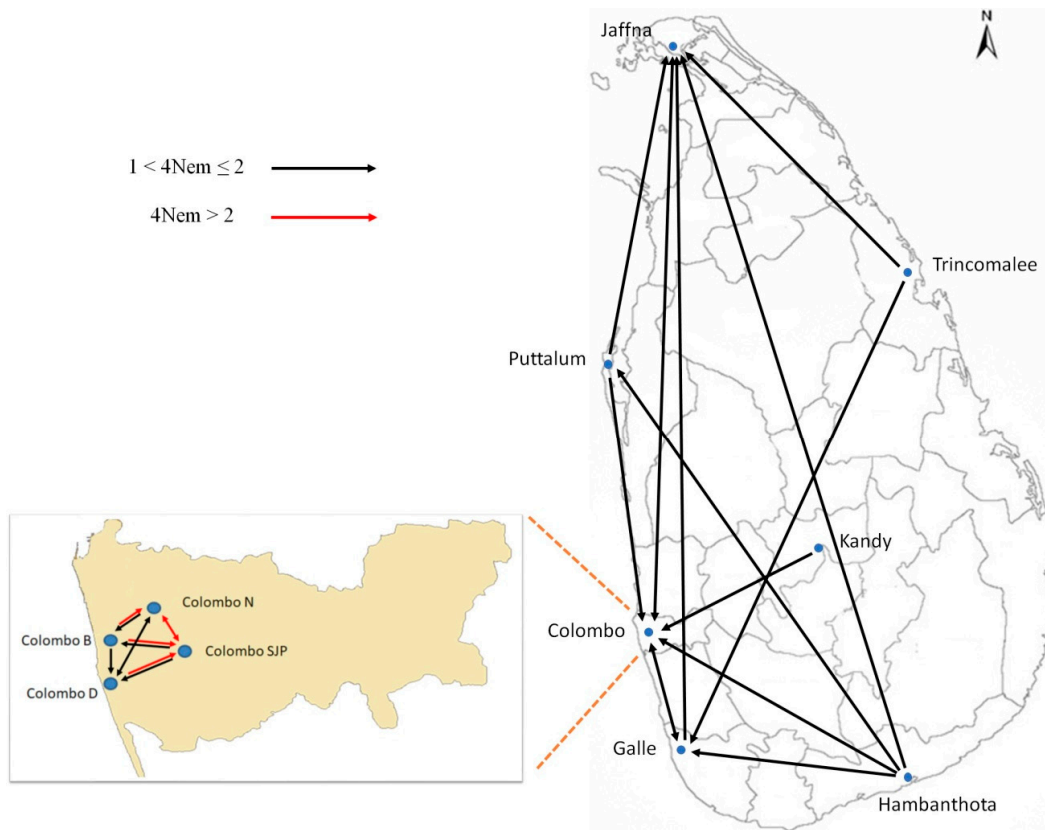 Jaffna
N
1 < 4Nem ≤ 2
4Nem > 2
Trincomalee
Puttalum
Kandy
Colombo
Galle
Hambanthota
Colombo N
Colombo B
Colombo SJP
Colombo D